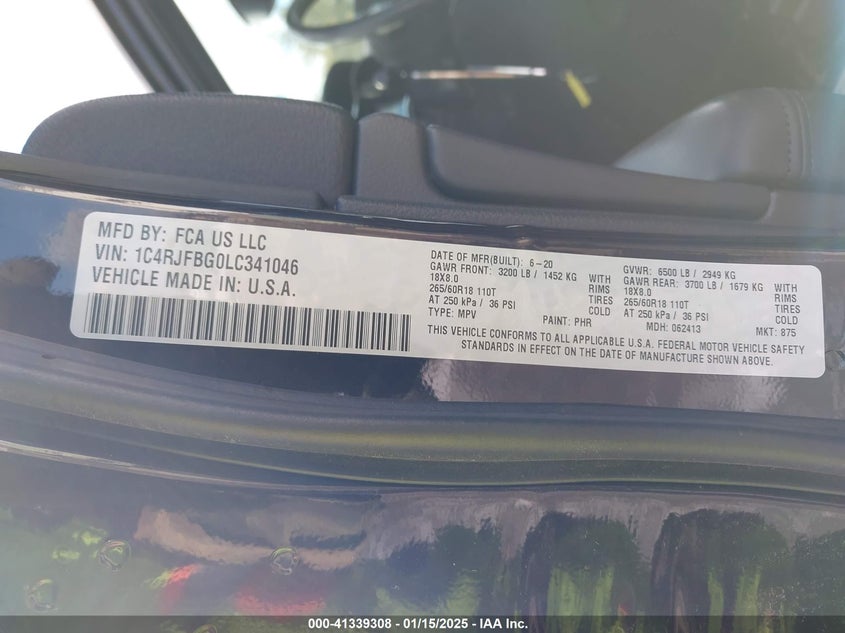 MFD BY: FCA US LLC
VIN: 1C4RJFBG0LC341046
VEHICLE MADE IN: U.S.A.
DATE OF MFR(BUILT): 6-20
GAWR FRONT: 3200 LB / 1452 KG WITH
18X8.0 RIMS
265/60R18 110T TIRES
AT 250 kPa / 36 PSI COLD
TYPE: MPV PAINT: PHR
GVWR: 6500 LB / 2949 KG
GAWR REAR: 3700 LB / 1679 KG WITH
18X8.0 RIMS
265/60R18 110T TIRES
AT 250 kPa / 36 PSI COLD
MDH: 062413 MKT: 875
THIS VEHICLE CONFORMS TO ALL APPLICABLE U.S.A. FEDERAL MOTOR VEHICLE SAFETY
STANDARDS IN EFFECT ON THE DATE OF MANUFACTURE SHOWN ABOVE.
000-41339308 - 01/15/2025 - IAA Inc.